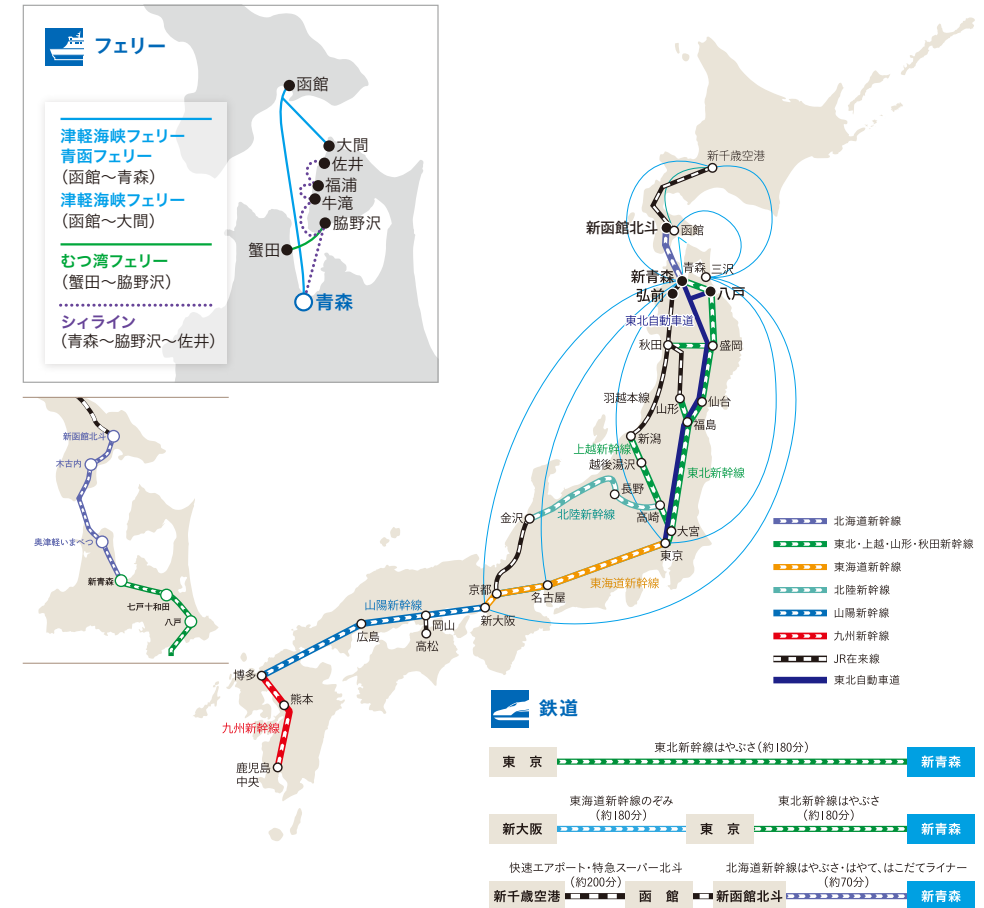 フェリー
津軽海峡フェリー
青函フェリー
(函館〜青森)
津軽海峡フェリー
(函館〜大間)
むつ湾フェリー
(蟹田〜脇野沢)
シィライン
(青森〜脇野沢〜佐井)
函館
大間
佐井
福浦
牛滝
脇野沢
蟹田
青森
新千歳空港
新函館北斗
函館
青森
三沢
新青森
弘前
八戸
東北自動車道
秋田
盛岡
羽越本線
山形
仙台
福島
新潟
上越新幹線
越後湯沢
東北新幹線
長野
高崎
金沢
北陸新幹線
大宮
東京
京都
名古屋
東海道新幹線
山陽新幹線
新大阪
岡山
広島
高松
博多
熊本
九州新幹線
鹿児島
中央
新函館北斗
木古内
奥津軽いまべつ
新青森
七戸十和田
八戸
北海道新幹線
東北・上越・山形・秋田新幹線
東海道新幹線
北陸新幹線
山陽新幹線
九州新幹線
JR在来線
東北自動車道
鉄道
東北新幹線はやぶさ(約180分)
東 京
新青森
東海道新幹線のぞみ
(約180分)
東北新幹線はやぶさ
(約180分)
新大阪
東 京
新青森
快速エアポート・特急スーパー北斗
(約200分)
北海道新幹線はやぶさ・はやて、はこだてライナー
(約70分)
新千歳空港
函 館
新函館北斗
新青森